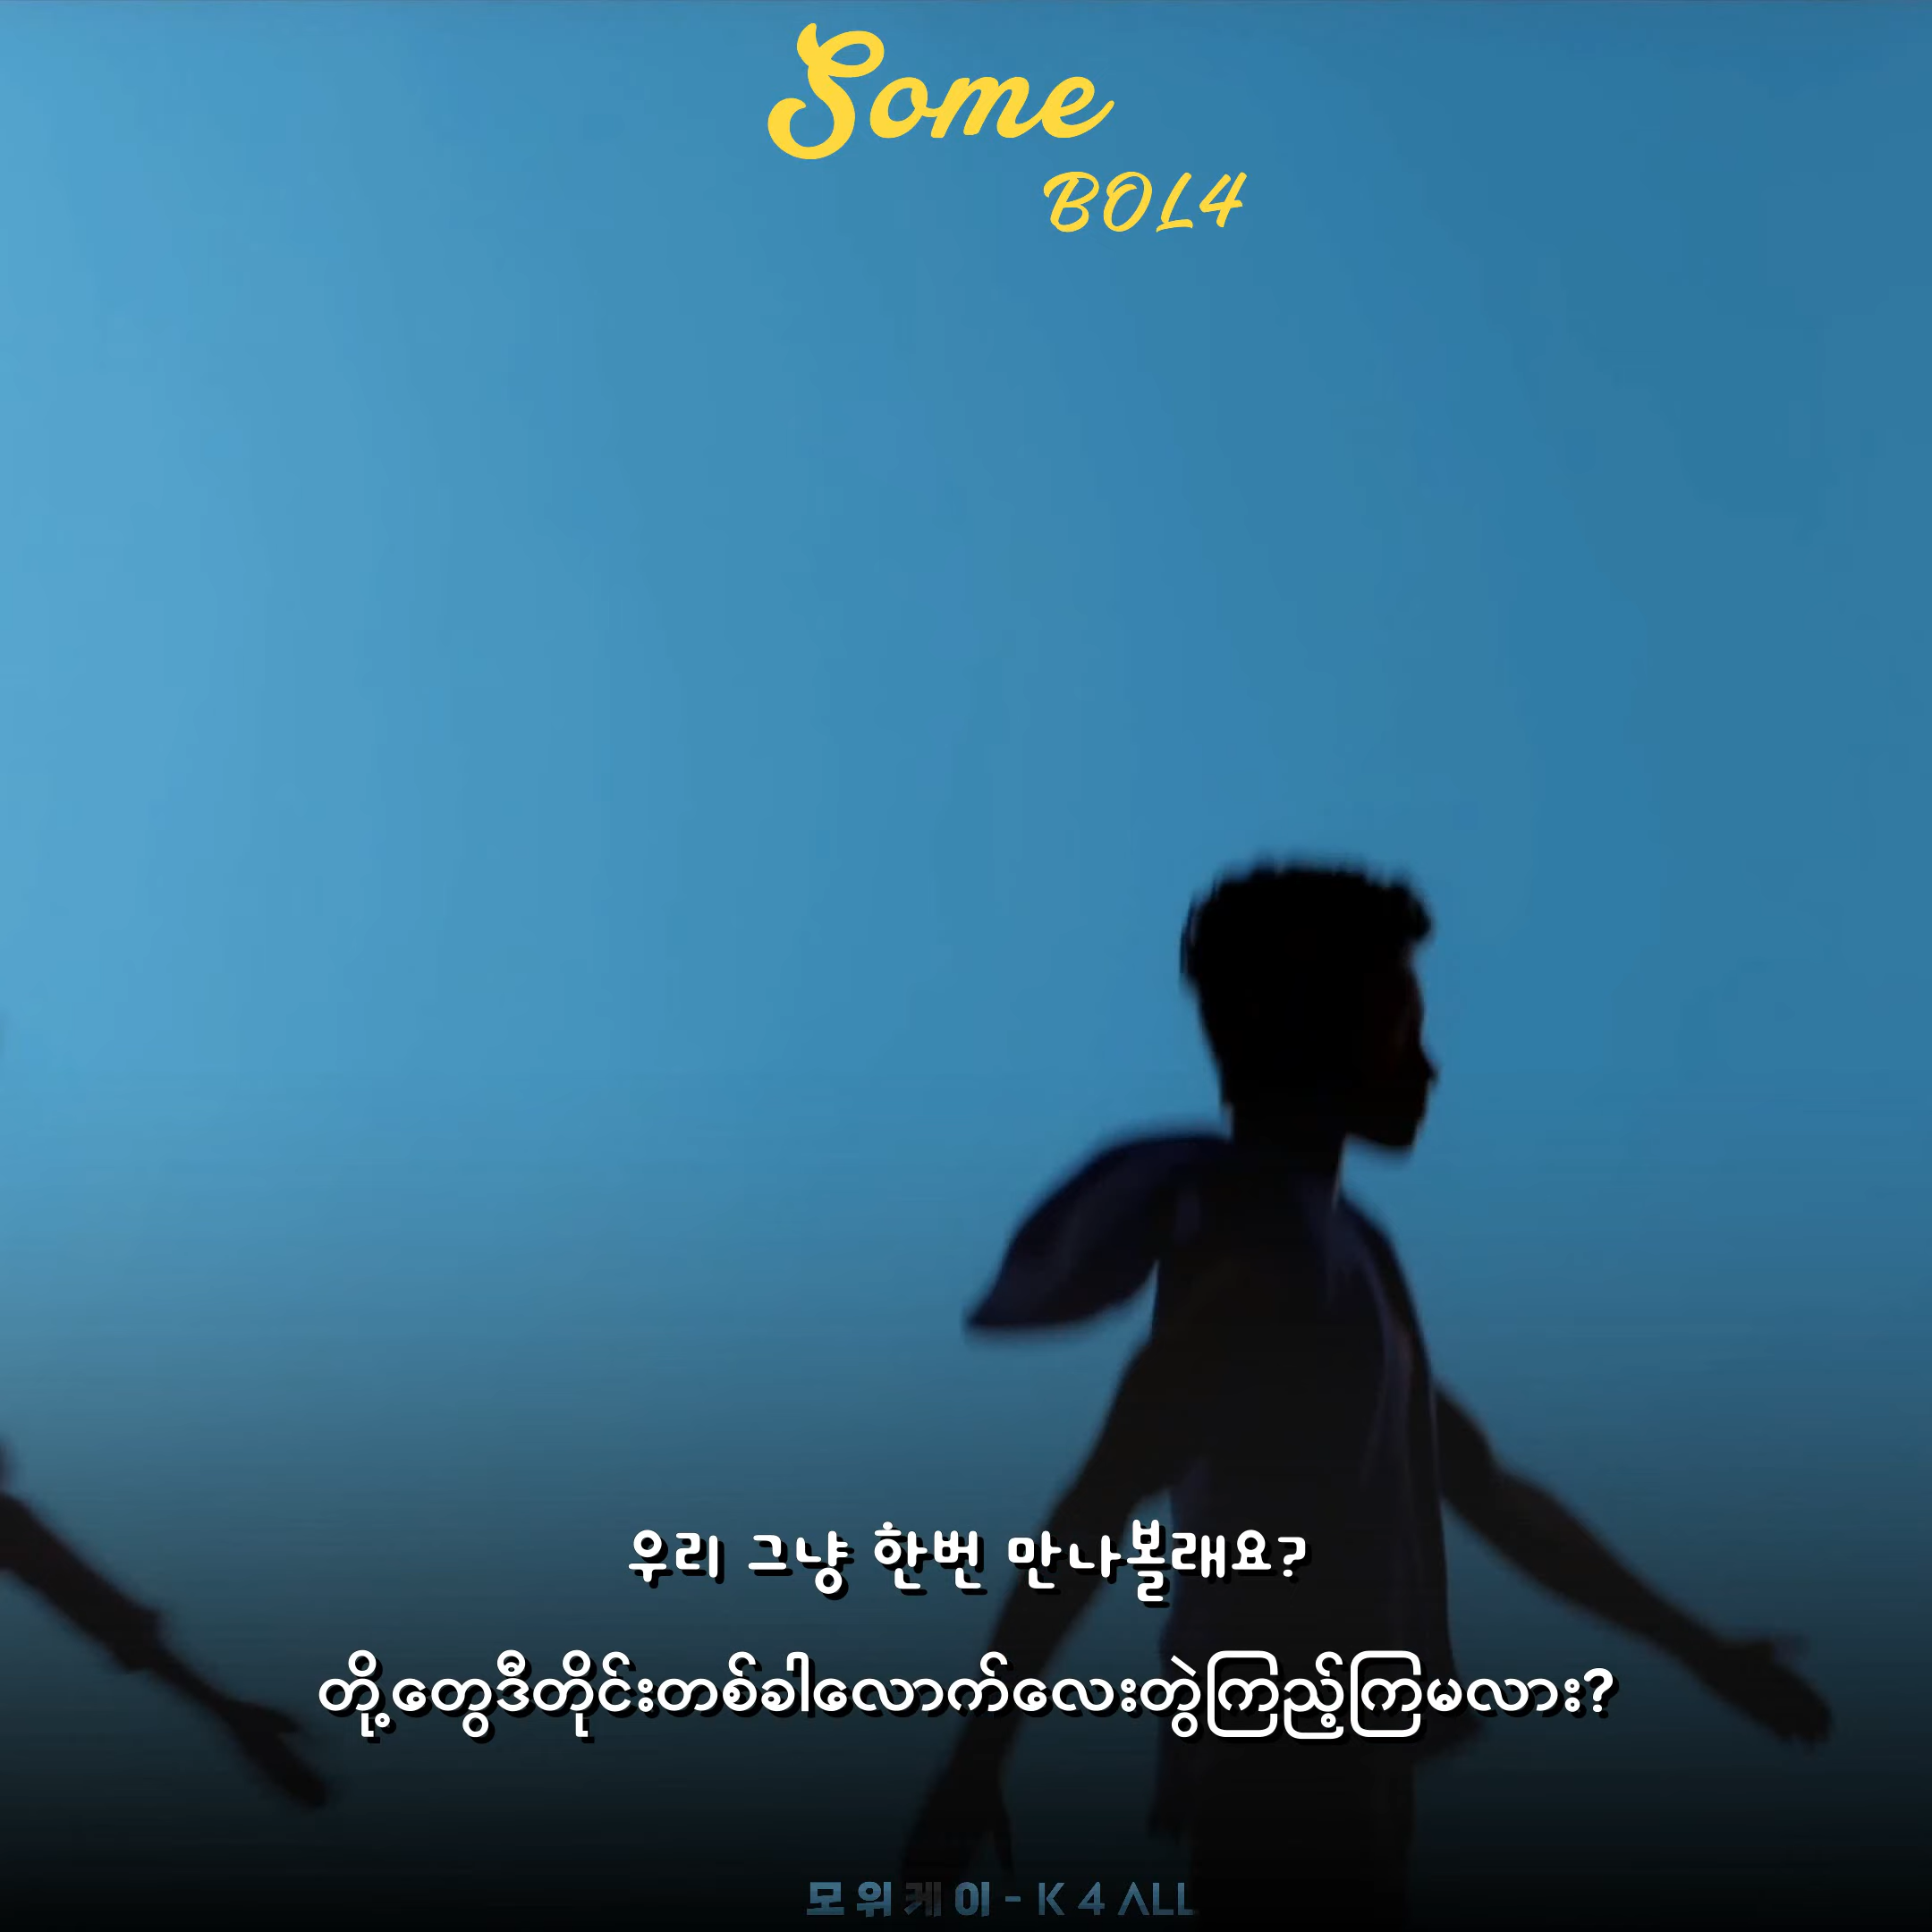 Some
BOL4
우리 그냥 한번 만나볼래요?
တို့တွေဒီတိုင်းတစ်ခါလောက်လေးတွဲကြည့်ကြမလား?
모위케이 - K 4 ALL